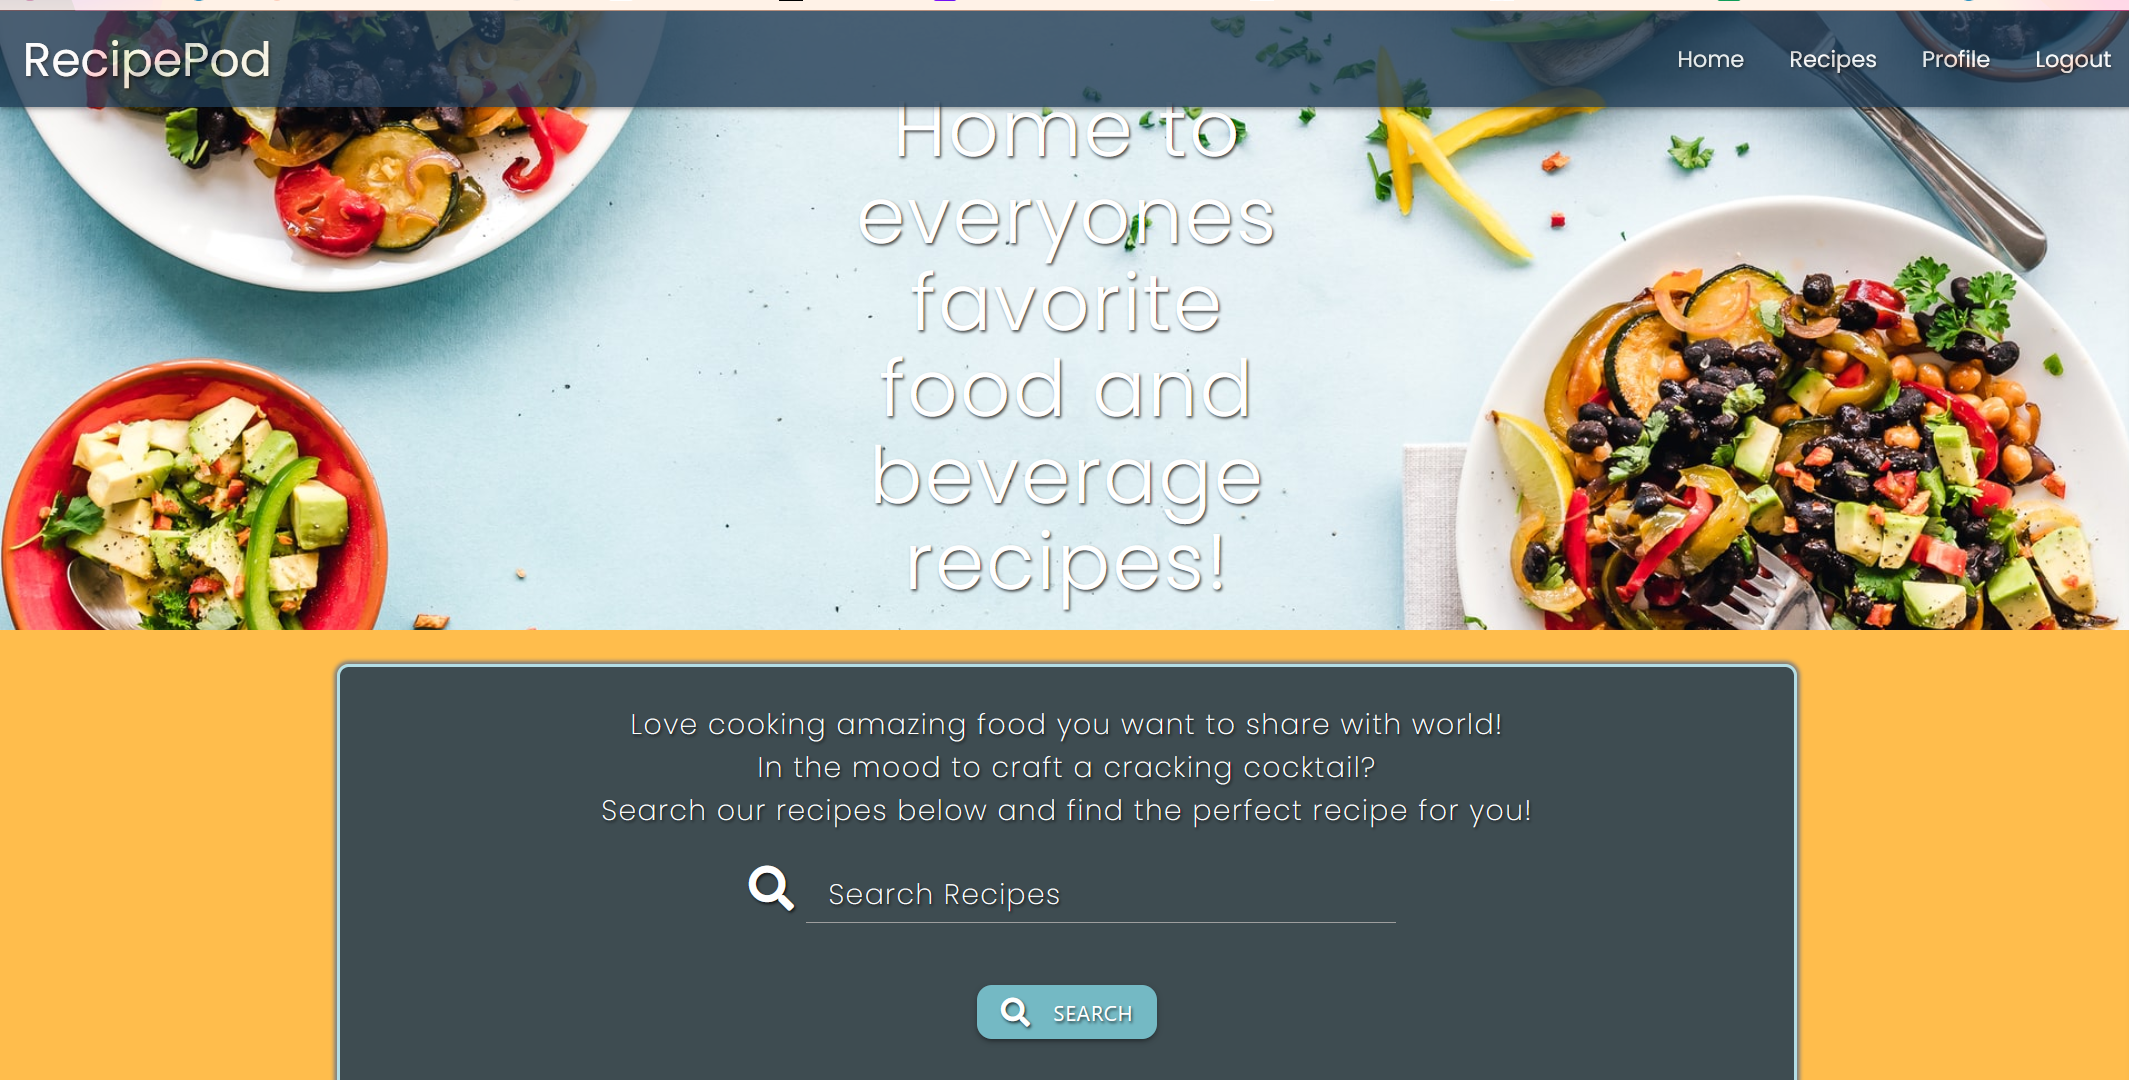 RecipePod
Home Recipes Profile Logout
Home to
everyones
favorite
food and
beverage
recipes!
Love cooking amazing food you want to share with world!
In the mood to craft a cracking cocktail?
Search our recipes below and find the perfect recipe for you!
Search Recipes
SEARCH